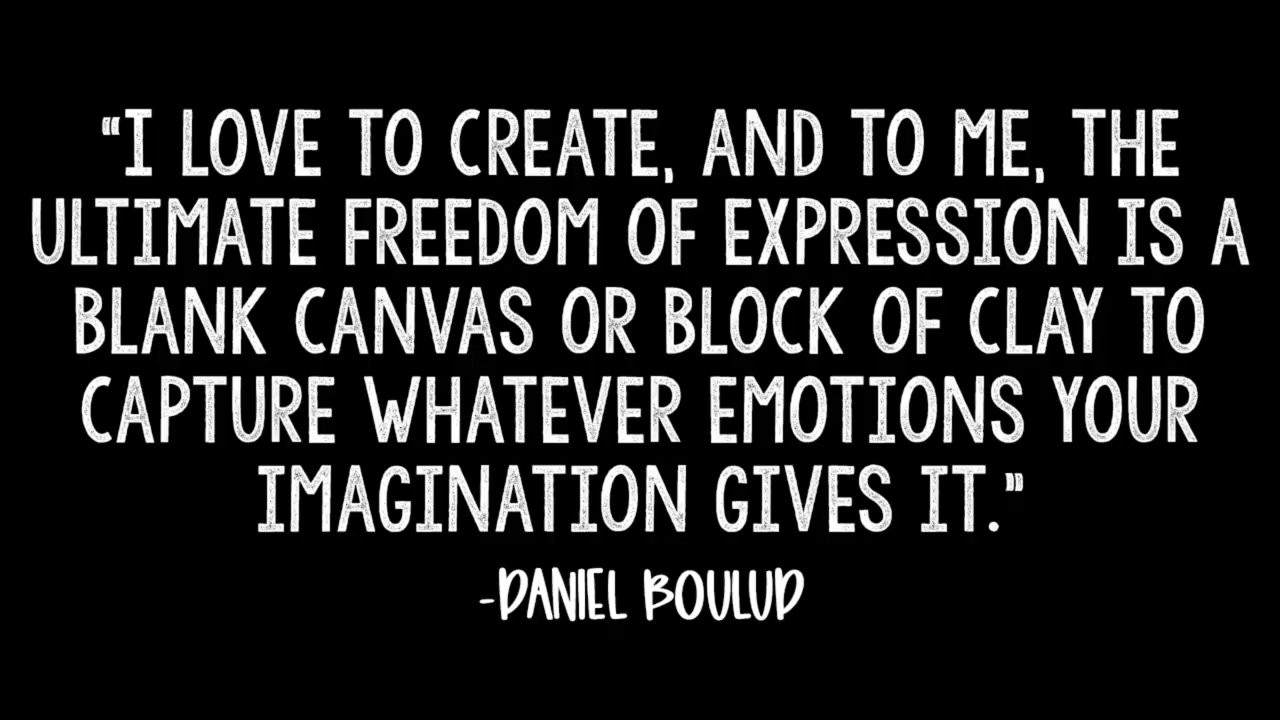 "I LOVE TO CREATE, AND TO ME, THE
ULTIMATE FREEDOM OF EXPRESSION IS A
BLANK CANVAS OR BLOCK OF CLAY TO
CAPTURE WHATEVER EMOTIONS YOUR
IMAGINATION GIVES IT."
-DANIEL BOULUD